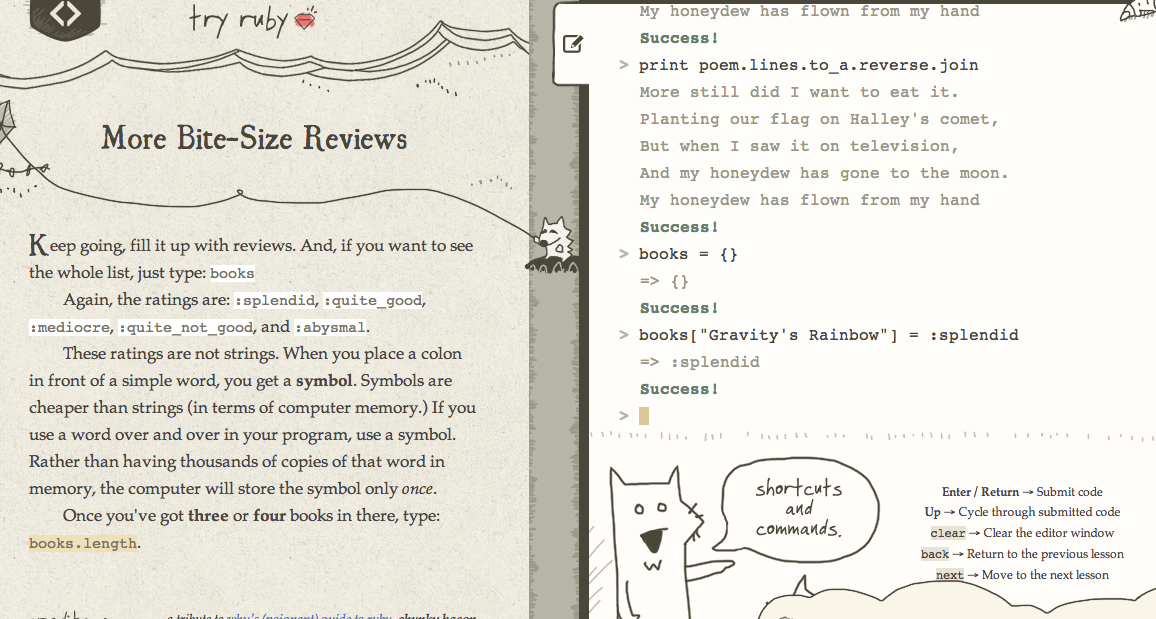 try ruby
More Bite-Size Reviews
Keep going, fill it up with reviews. And, if you want to see
the whole list, just type: books
Again, the ratings are: :splendid, :quite_good,
:mediocre, :quite_not_good, and :abysmal.
These ratings are not strings. When you place a colon
in front of a simple word, you get a symbol. Symbols are
cheaper than strings (in terms of computer memory.) If you
use a word over and over in your program, use a symbol.
Rather than having thousands of copies of that word in
memory, the computer will store the symbol only once.
Once you've got three or four books in there, type:
books.length.
a tribute to why's (poignant) guide to ruby. chunky bacon
My honeydew has flown from my hand
Success!
> print poem.lines.to_a.reverse.join
More still did I want to eat it.
Planting our flag on Halley's comet,
But when I saw it on television,
And my honeydew has gone to the moon.
My honeydew has flown from my hand
Success!
> books = {}
=> {}
Success!
> books["Gravity's Rainbow"] = :splendid
=> :splendid
Success!
>
shortcuts
and
commands.
Enter / Return → Submit code
Up → Cycle through submitted code
clear → Clear the editor window
back → Return to the previous lesson
next → Move to the next lesson